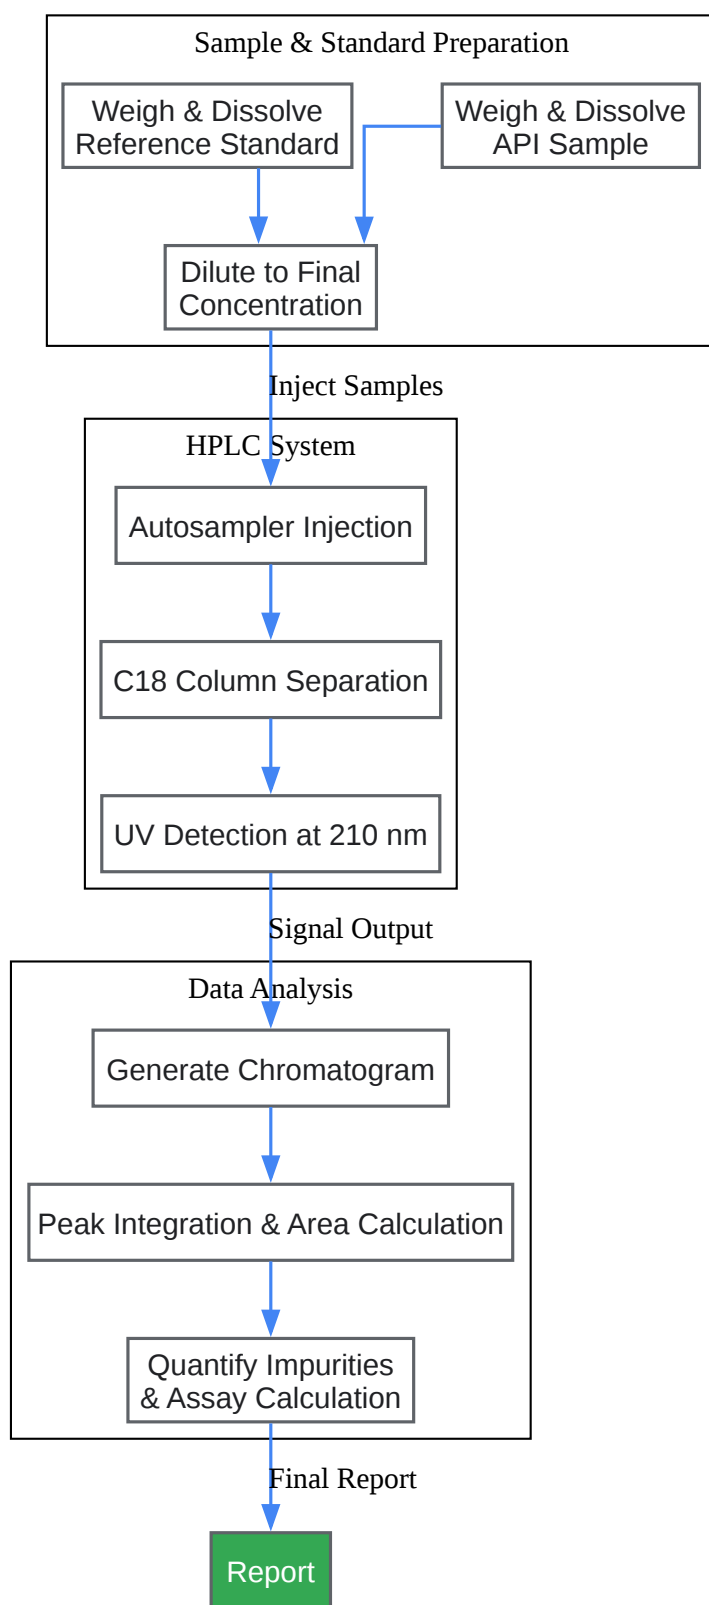 Sample & Standard Preparation
Weigh & Dissolve
Reference Standard
Weigh & Dissolve
API Sample
Dilute to Final
Concentration
Inject Samples
HPLC System
Autosampler Injection
C18 Column Separation
UV Detection at 210 nm
Signal Output
Data Analysis
Generate Chromatogram
Peak Integration & Area Calculation
Quantify Impurities
& Assay Calculation
Final Report
Report